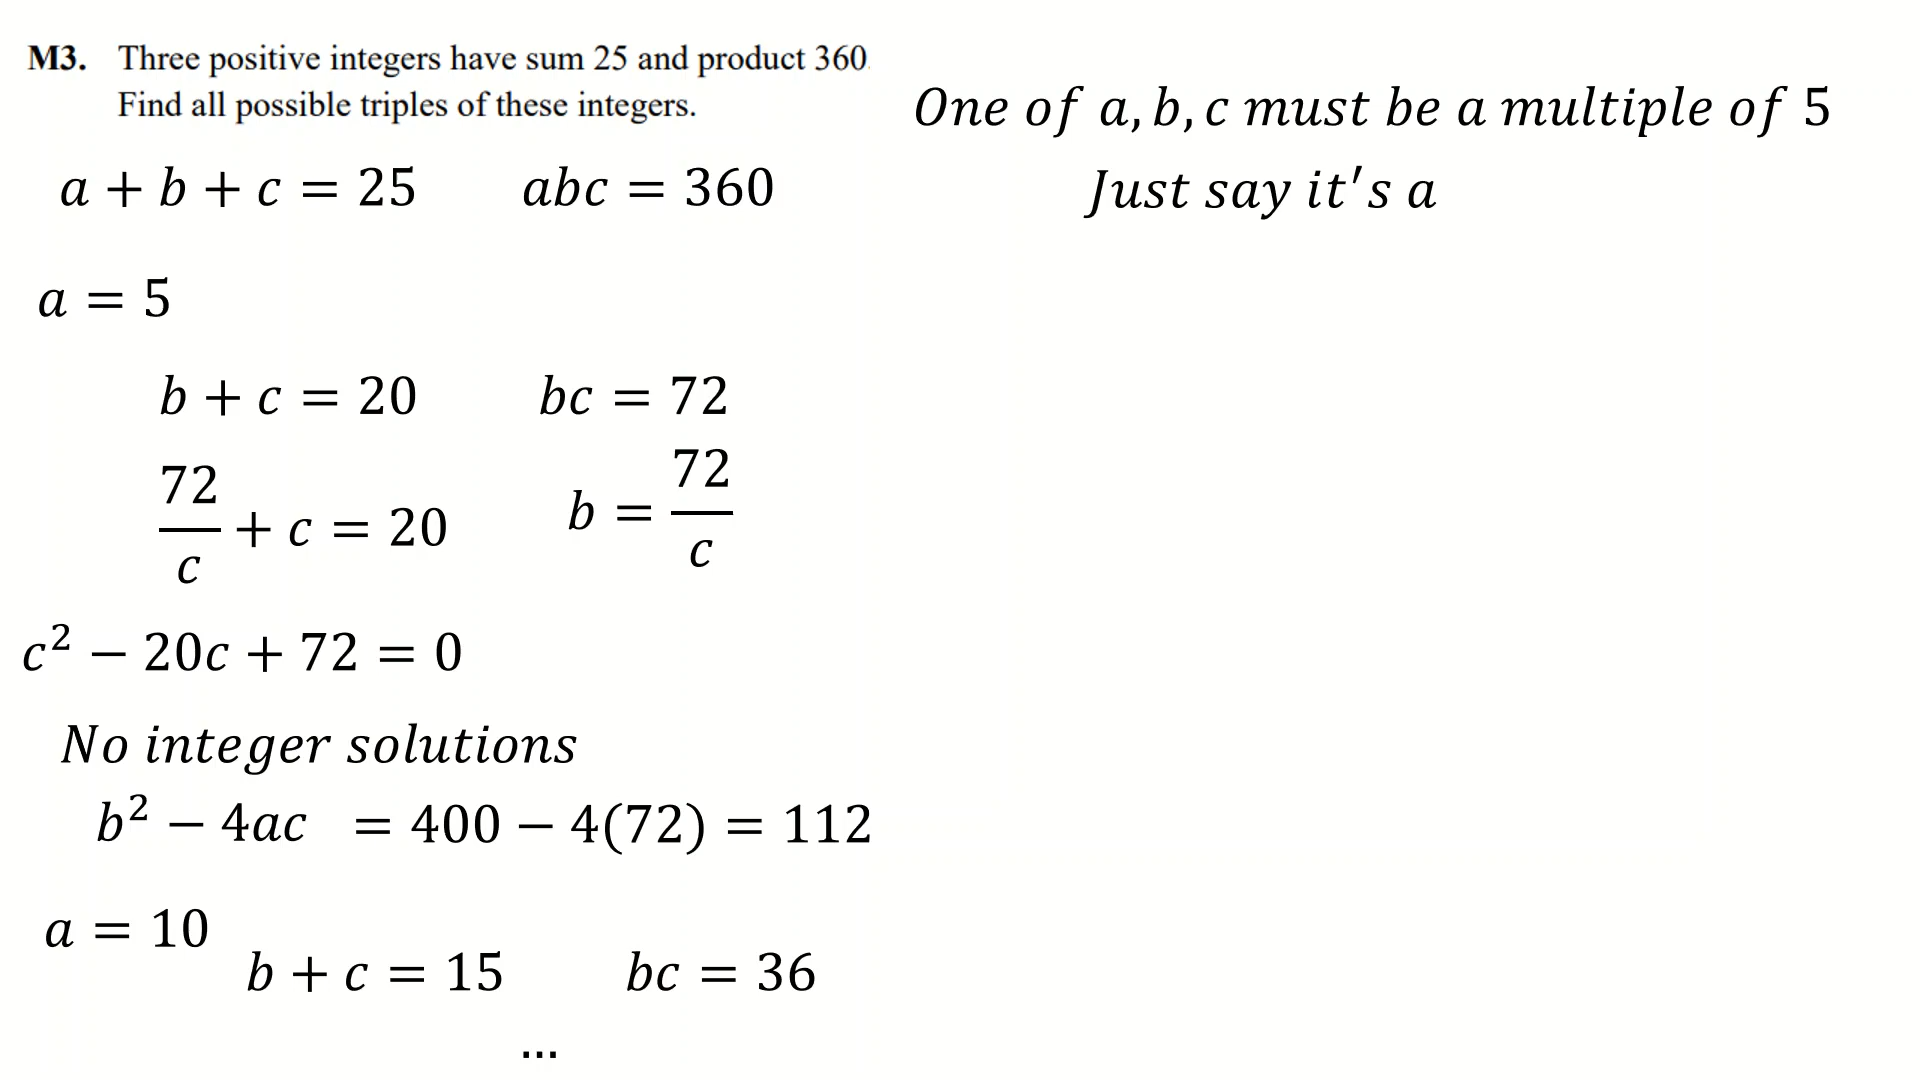 M3. Three positive integers have sum 25 and product 360.
Find all possible triples of these integers.
One of a, b, c must be a multiple of 5
Just say it's a
a + b + c = 25 abc = 360
a = 5
b + c = 20 bc = 72
72/c + c = 20 b = 72/c
c² − 20c + 72 = 0
No integer solutions
b² − 4ac = 400 − 4(72) = 112
a = 10
b + c = 15 bc = 36
...